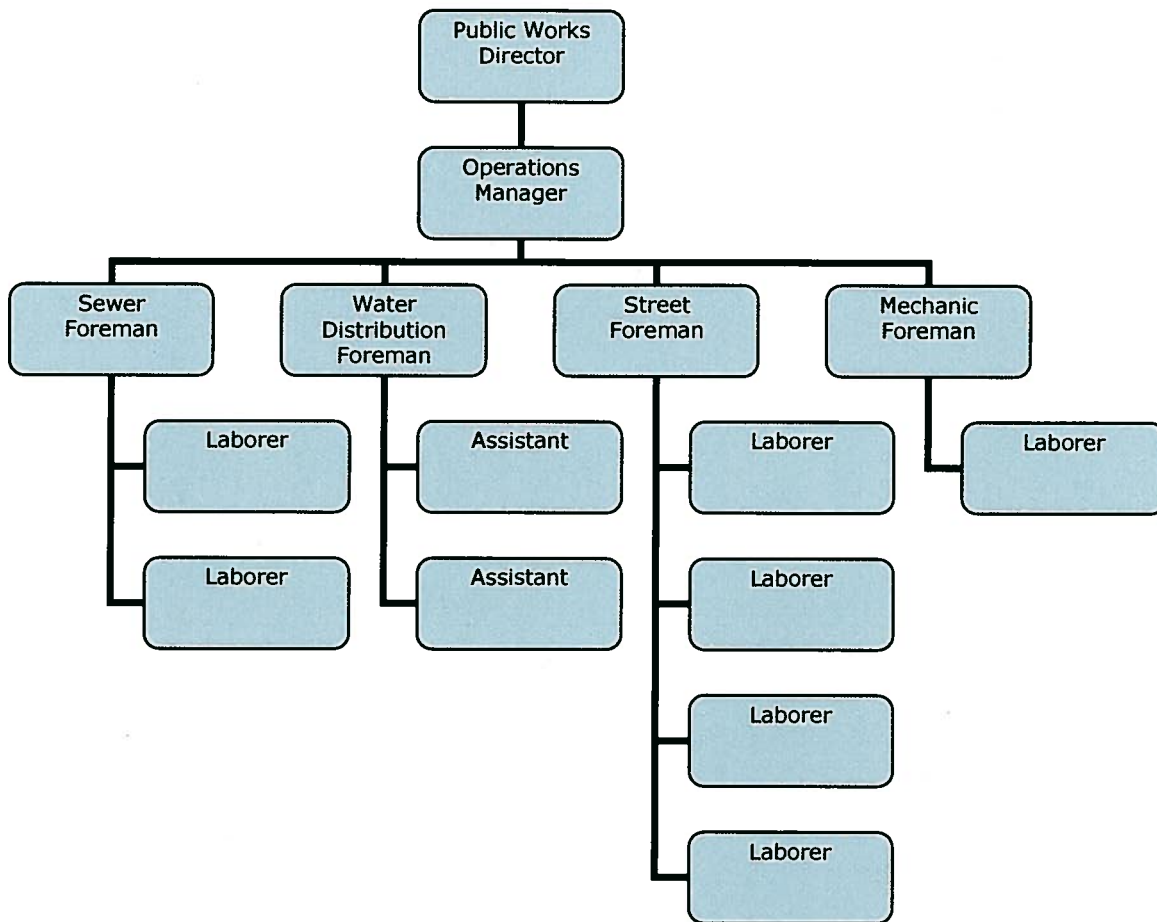 Public Works
Director
Operations
Manager
Sewer
Foreman
Water
Distribution
Foreman
Street
Foreman
Mechanic
Foreman
Laborer
Assistant
Laborer
Laborer
Laborer
Assistant
Laborer
Laborer
Laborer